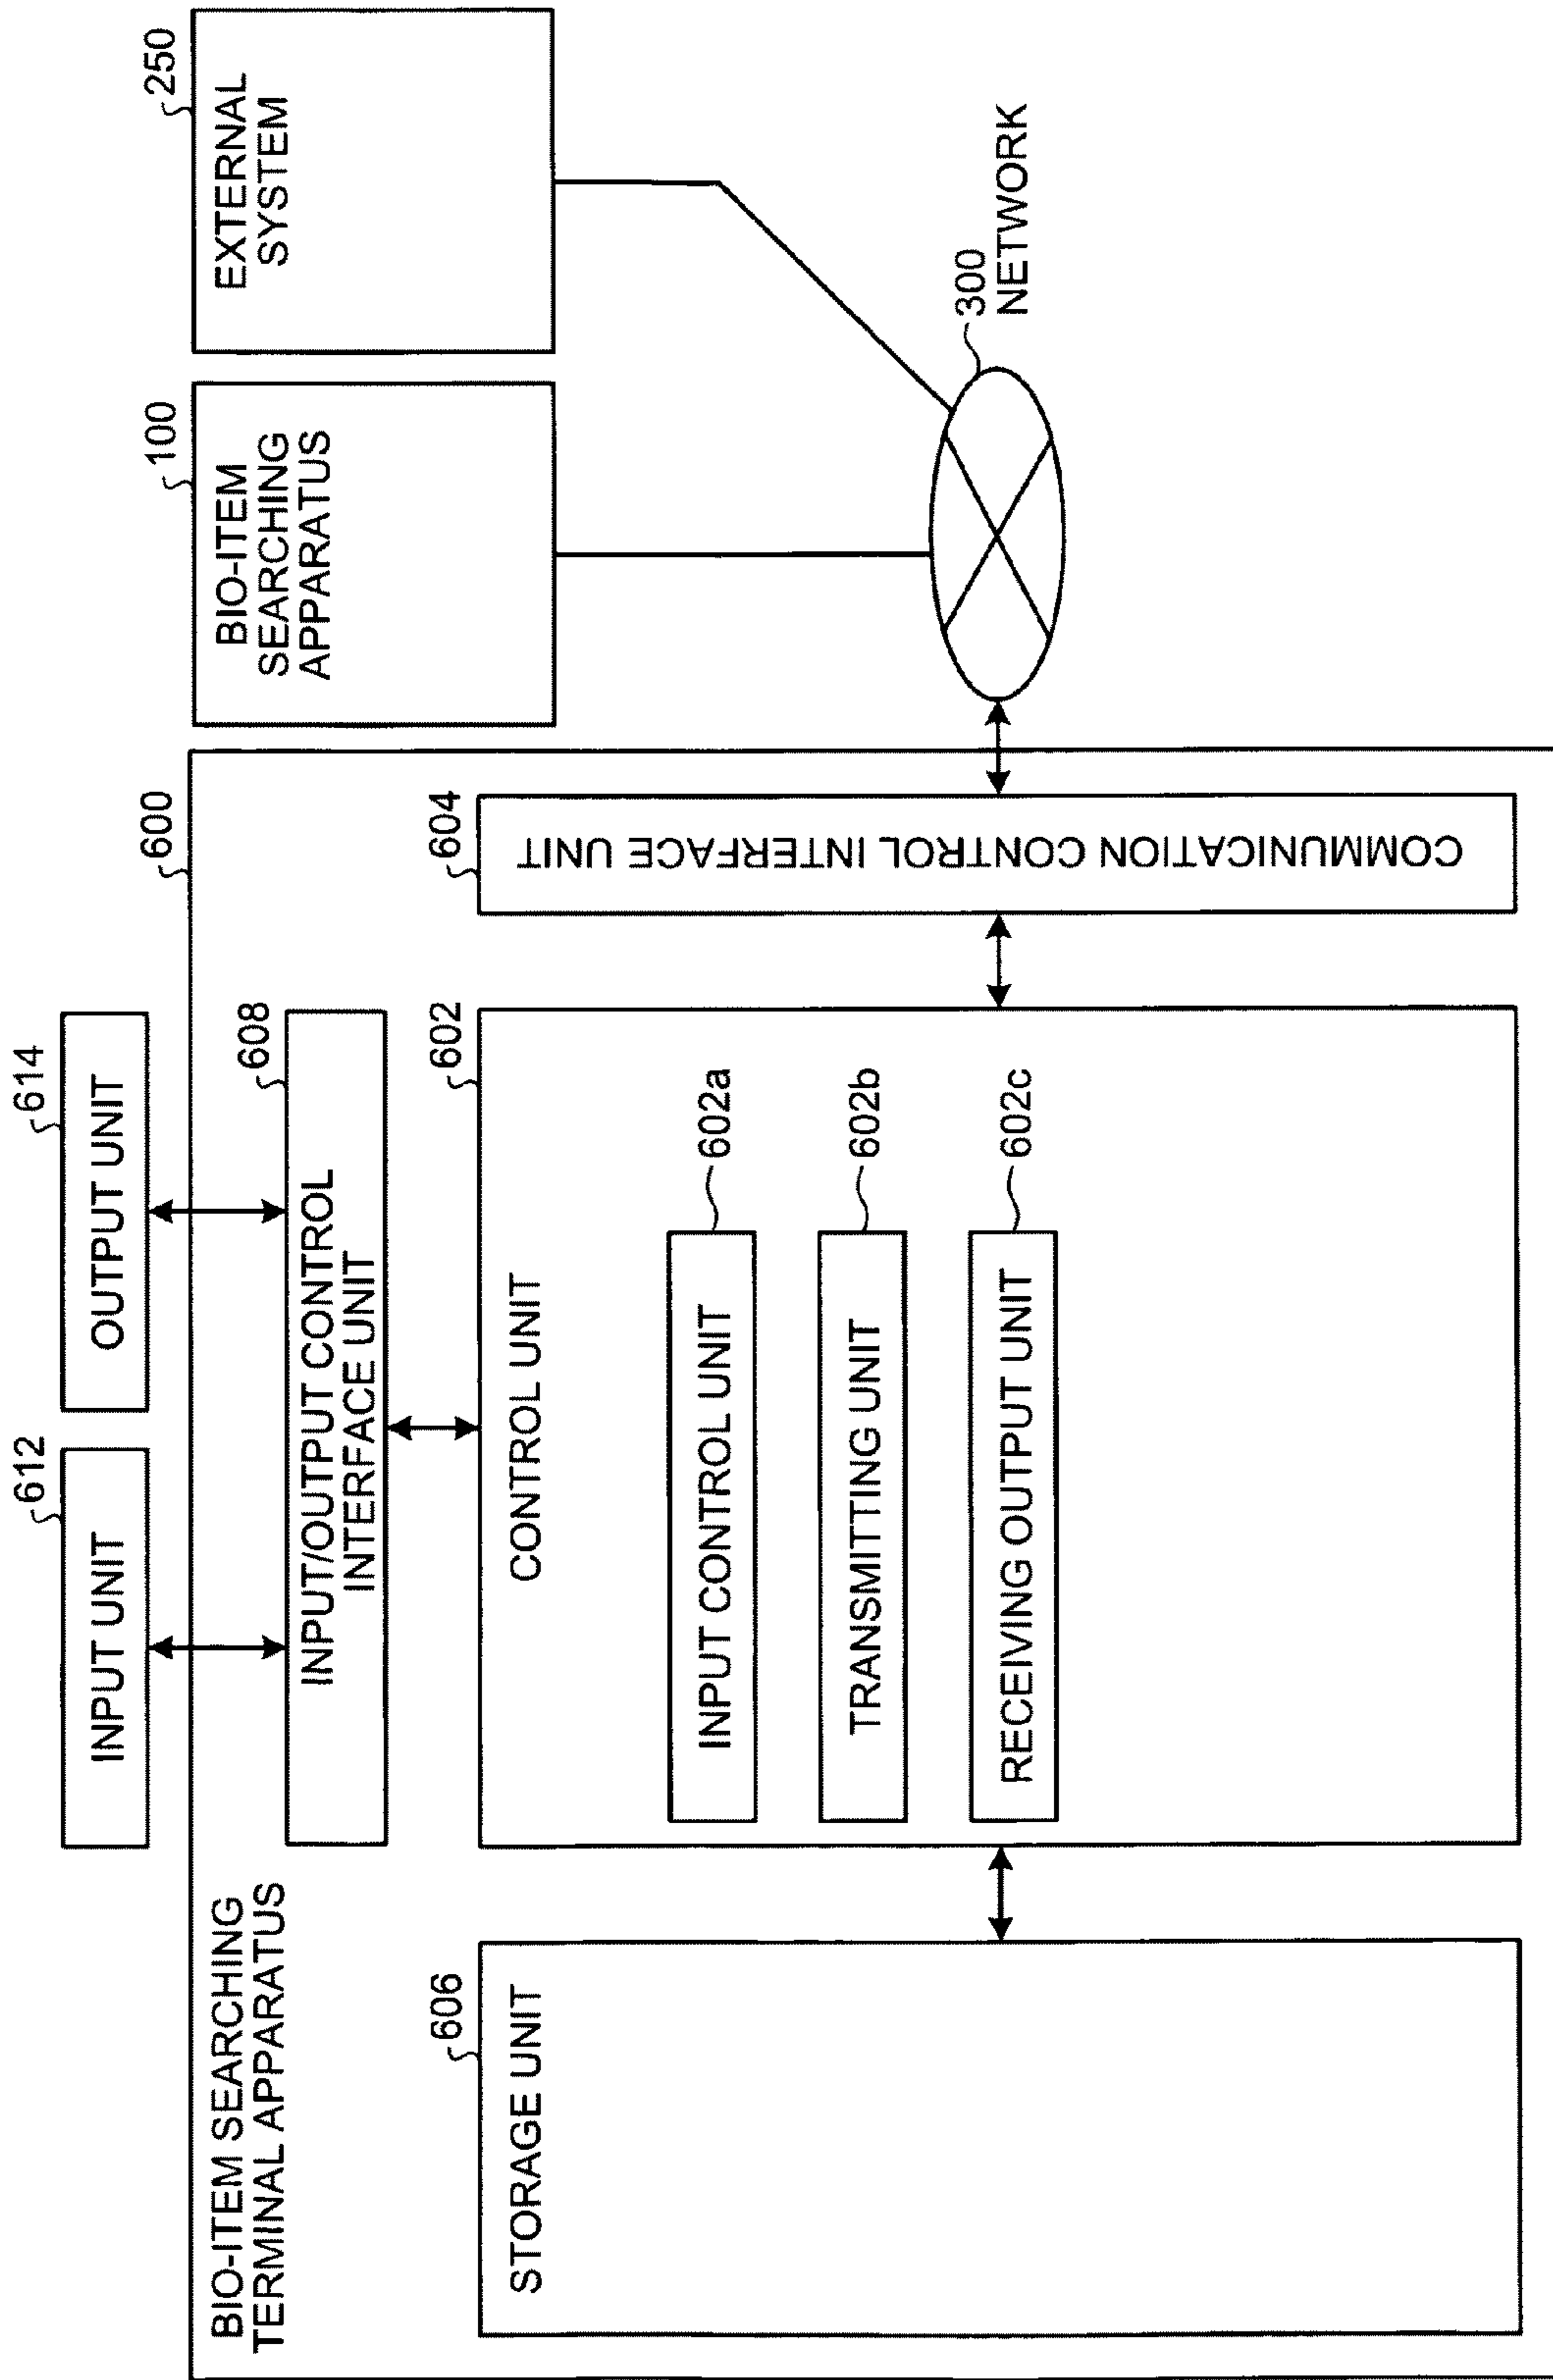 612
INPUT UNIT
614
OUTPUT UNIT
600
BIO-ITEM SEARCHING
TERMINAL APPARATUS
608
INPUT/OUTPUT CONTROL
INTERFACE UNIT
606
STORAGE UNIT
602
CONTROL UNIT
INPUT CONTROL UNIT
602a
TRANSMITTING UNIT
602b
RECEIVING OUTPUT UNIT
602c
604
COMMUNICATION CONTROL INTERFACE UNIT
100
BIO-ITEM
SEARCHING
APPARATUS
250
EXTERNAL
SYSTEM
300
NETWORK